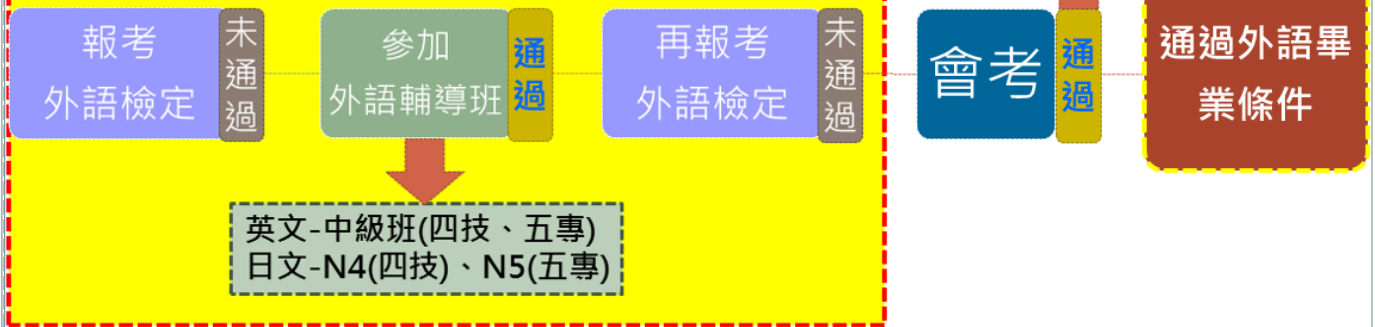 報考
外語檢定
未通過
參加
外語輔導班
通過
再報考
外語檢定
未通過
會考
通過
通過外語畢
業條件
英文-中級班(四技、五專)
日文-N4(四技)、N5(五專)